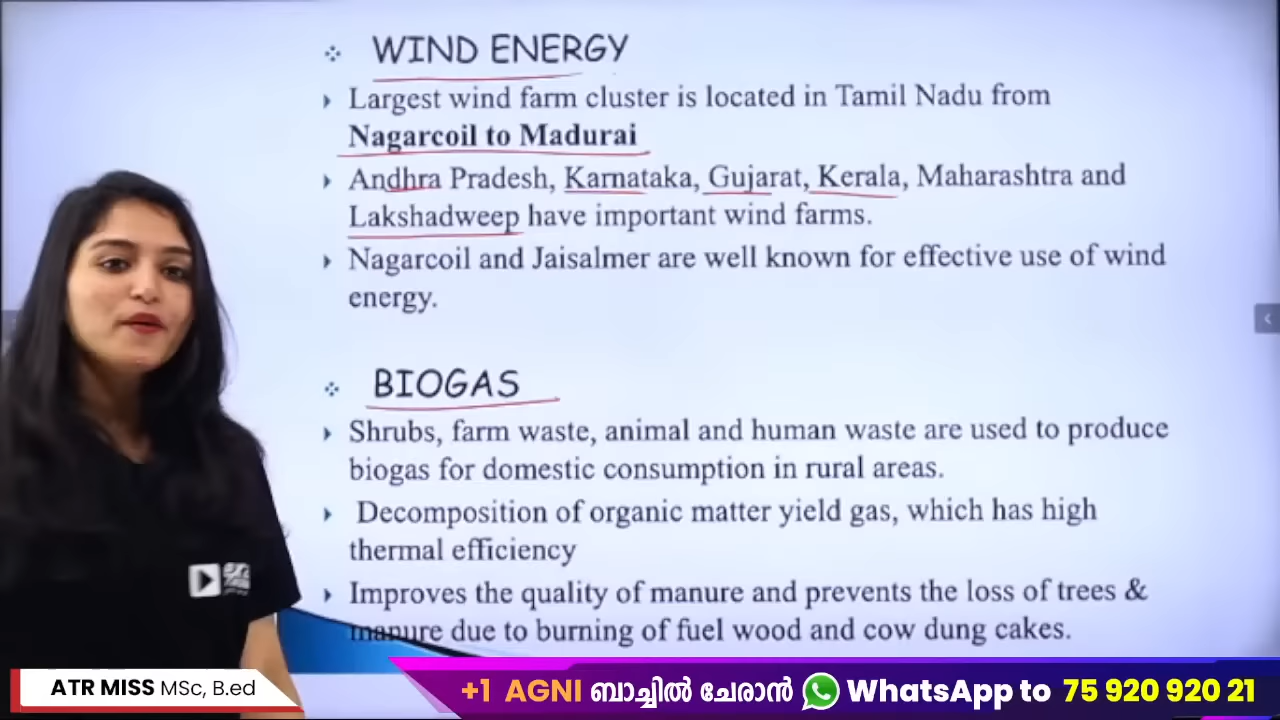 WIND ENERGY
Largest wind farm cluster is located in Tamil Nadu from
Nagarcoil to Madurai
Andhra Pradesh, Karnataka, Gujarat, Kerala, Maharashtra and
Lakshadweep have important wind farms.
Nagarcoil and Jaisalmer are well known for effective use of wind
energy.
BIOGAS
Shrubs, farm waste, animal and human waste are used to produce
biogas for domestic consumption in rural areas.
Decomposition of organic matter yield gas, which has high
thermal efficiency
Improves the quality of manure and prevents the loss of trees &
manure due to burning of fuel wood and cow dung cakes.
ATR MISS MSc, B.ed
+1 AGNI ബാച്ചിൽ ചേരാൻ WhatsApp to 75 920 920 21